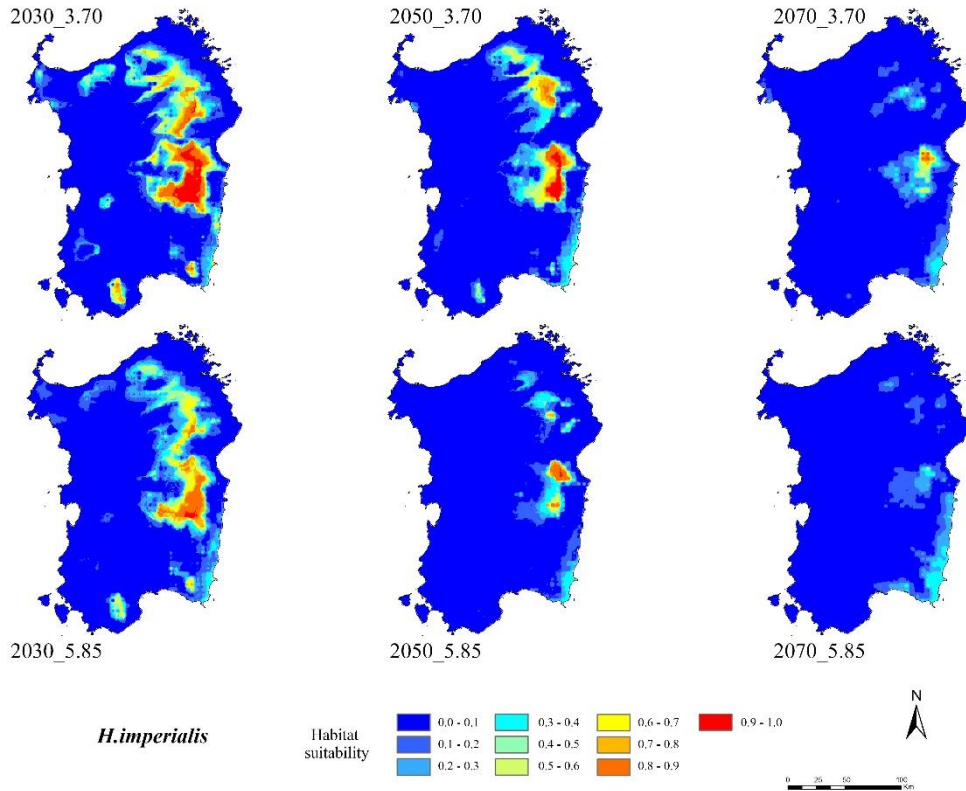 2030_3.70 2050_3.70 2070_3.70
2030_5.85 2050_5.85 2070_5.85
H.imperialis
Habitat
suitability
0,0 - 0,1 0,3 - 0,4 0,6 - 0,7 0,9 - 1,0
0,1 - 0,2 0,4 - 0,5 0,7 - 0,8
0,2 - 0,3 0,5 - 0,6 0,8 - 0,9
N
0 25 50 100
Km